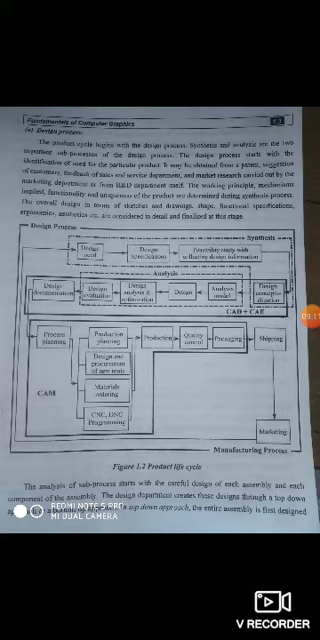 Fundamentals of Computer Graphics
1.3
(a) Design process
The product cycle begins with the design process. Synthesis and analysis are the two
important sub-processes of the design process. The design process starts with the
identification of need for the particular product. It may be obtained from a patent, suggestion
of customers, feedback of sales and service department, and market research carried out by the
marketing department or from R&D department itself. The working principle, mechanisms
implied, functionality and uniqueness of the product are determined during synthesis process.
The overall design in terms of sketches and drawings, shape, functional specifications,
ergonomics, aesthetics etc. are considered in detail and finalized at this stage.
Design Process
Synthesis
Design need
Design specification
Feasibility study with
collecting design information
Analysis
Design documentation
Design evaluation
Design analysis & optimization
Design
Analysis model
Design conceptualization
CAD + CAE
Process planning
Production planning
Production
Quality control
Packaging
Shipping
Design and procurement of new tools
Materials ordering
CAM
CNC, DNC Programming
Marketing
Manufacturing Process
Figure 1.2 Product life cycle
The analysis of sub-process starts with the careful design of each assembly and each
component of the assembly. The design department creates these designs through a top down
top down approach, the entire assembly is first designed
REDMI NOTE 5 PRO
MI DUAL CAMERA
09:11
V RECORDER